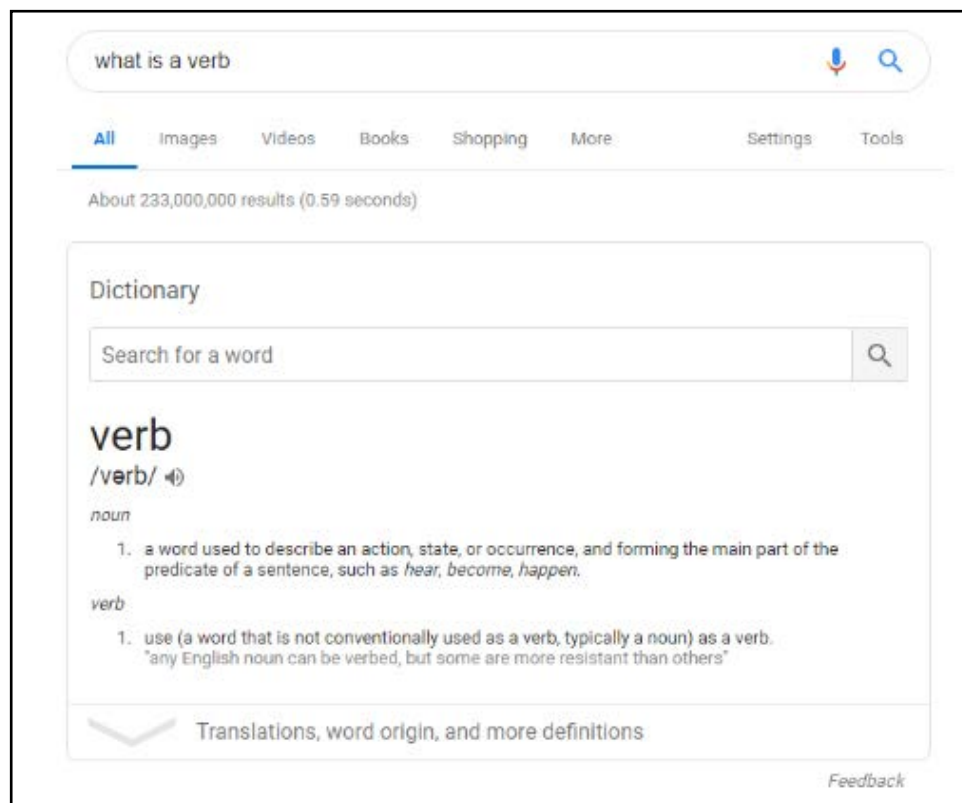 what is a verb
All Images Videos Books Shopping More Settings Tools
About 233,000,000 results (0.59 seconds)
Dictionary
Search for a word
verb
/vərb/
noun
1. a word used to describe an action, state, or occurrence, and forming the main part of the
predicate of a sentence, such as hear, become, happen.
verb
1. use (a word that is not conventionally used as a verb, typically a noun) as a verb.
"any English noun can be verbed, but some are more resistant than others"
Translations, word origin, and more definitions
Feedback